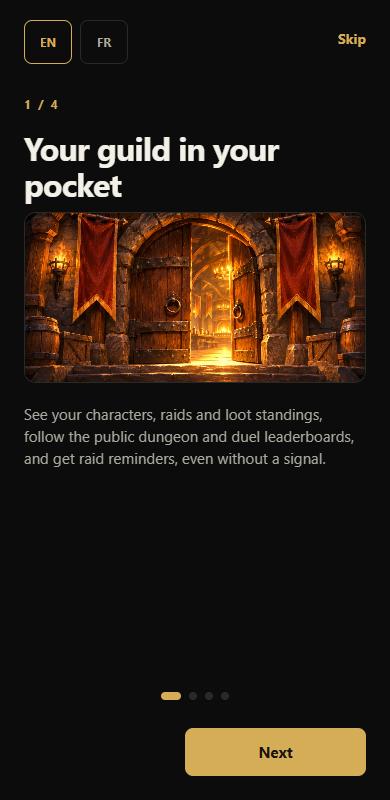 EN FR Skip
1 / 4
Your guild in your
pocket
See your characters, raids and loot standings,
follow the public dungeon and duel leaderboards,
and get raid reminders, even without a signal.
Next